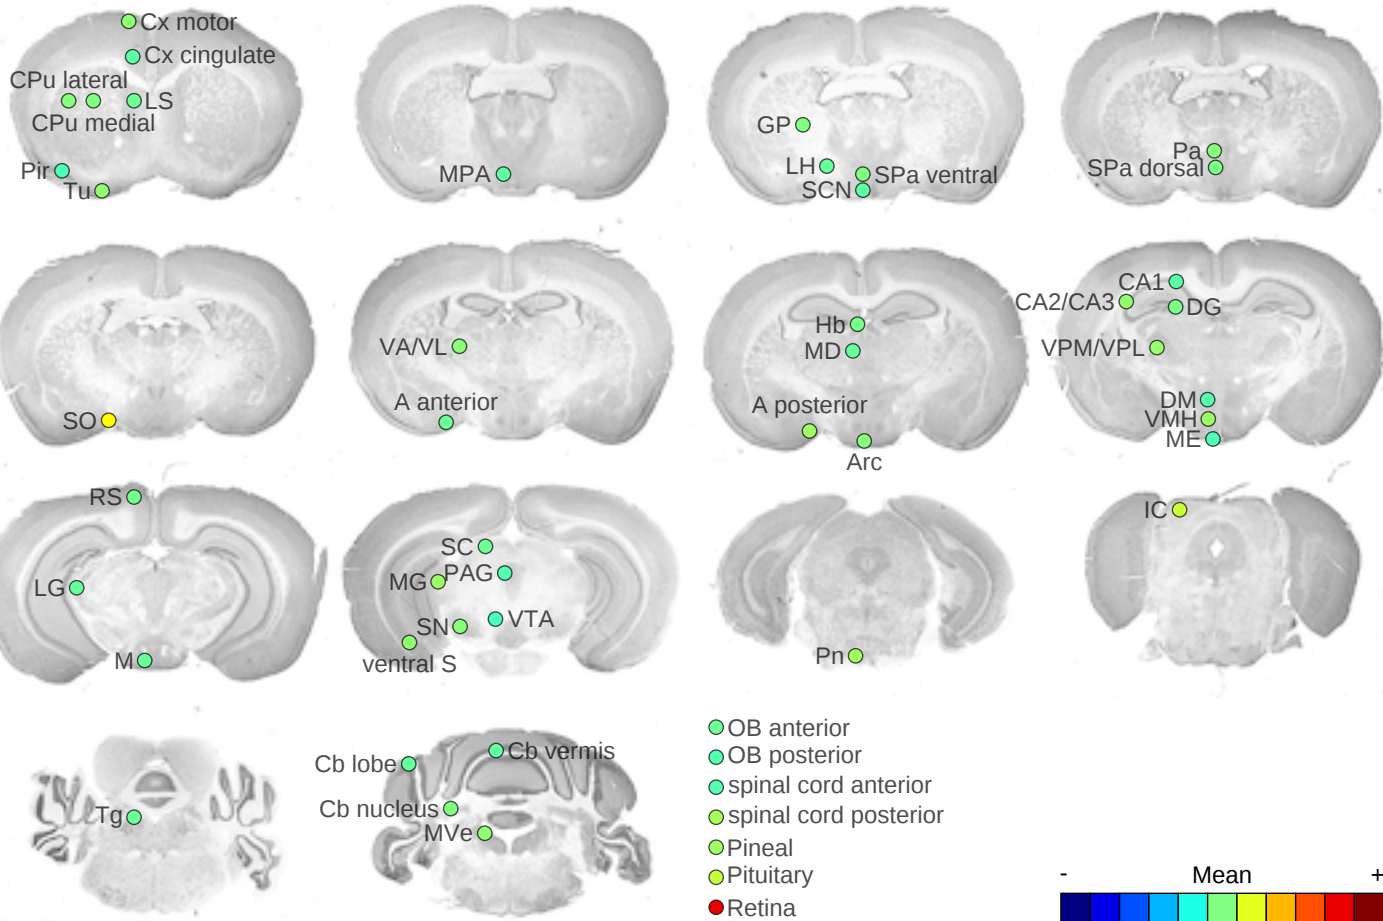 Cx motor
Cx cingulate
CPu lateral
LS
CPu medial
Pir
Tu
MPA
GP
LH
SPa ventral
SCN
Pa
SPa dorsal
SO
VA/VL
A anterior
Hb
MD
A posterior
Arc
CA1
CA2/CA3
DG
VPM/VPL
DM
VMH
ME
RS
LG
M
SC
PAG
MG
VTA
SN
ventral S
Pn
IC
Tg
Cb vermis
Cb lobe
Cb nucleus
MVe
OB anterior
OB posterior
spinal cord anterior
spinal cord posterior
Pineal
Pituitary
Retina
- Mean +